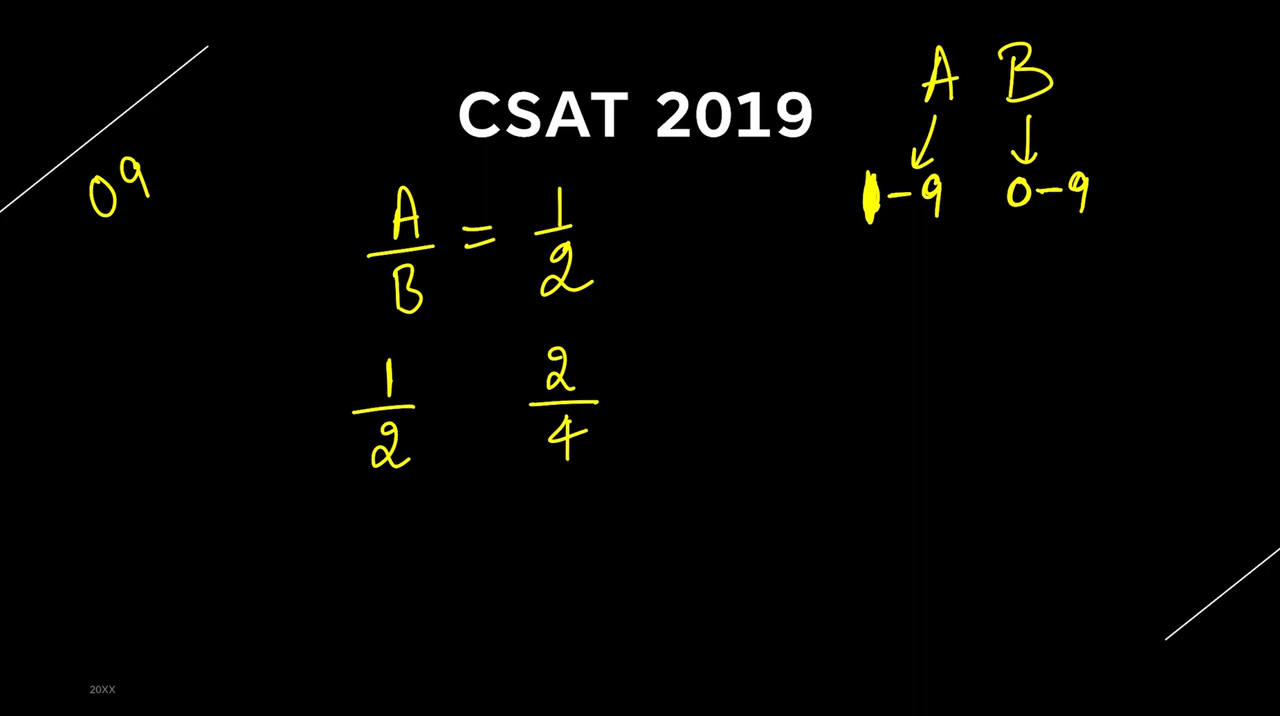 A B
CSAT 2019
09
1-9 0-9
A/B = 1/2
1/2 2/4
20XX